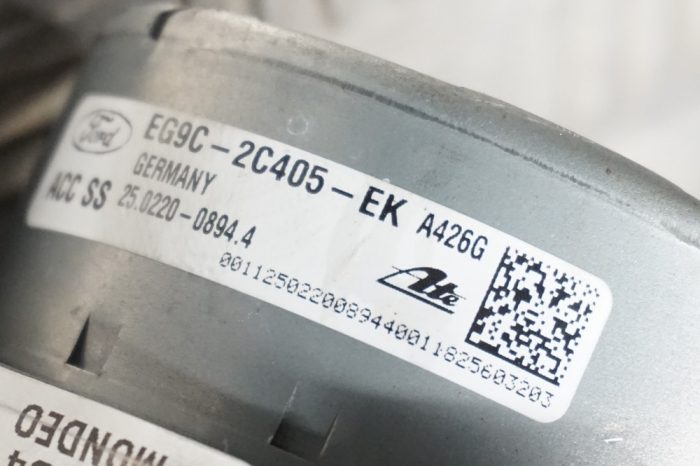 Ford
EG9C-2C405-EK A426G
GERMANY
ACC SS 25.0220-0894.4
Ate
001125022008944001182560​3203
MONDEO